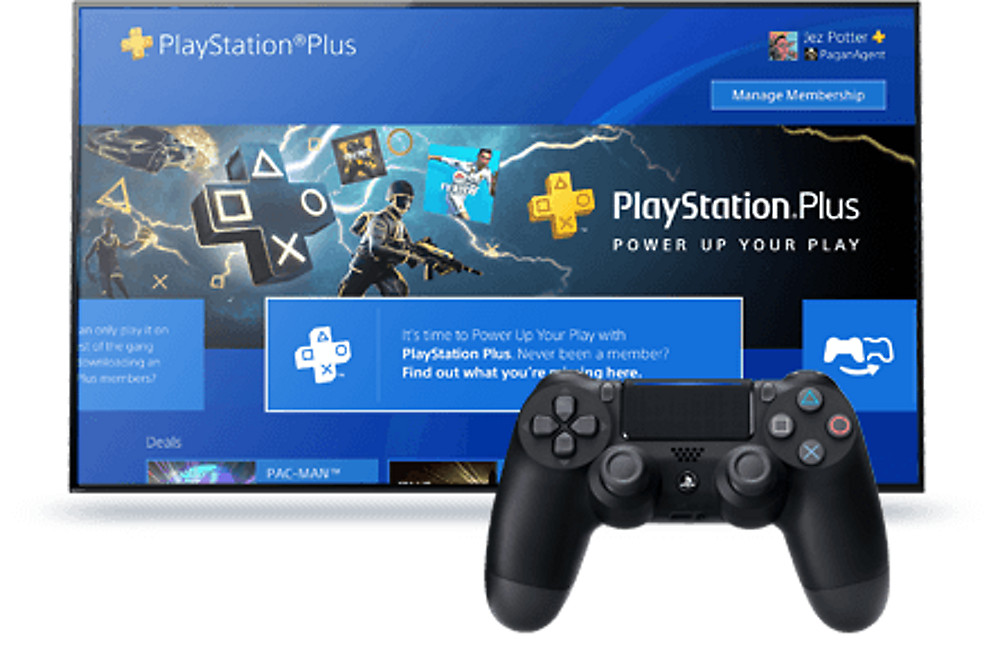 PlayStation®Plus
Jez Potter
PaganAgent
Manage Membership
PlayStation.Plus
POWER UP YOUR PLAY
an only play it on
st of the gang
downloading an
Plus members?
It's time to Power Up Your Play with
PlayStation Plus. Never been a member?
Find out what you're missing here.
Deals
PAC-MAN™